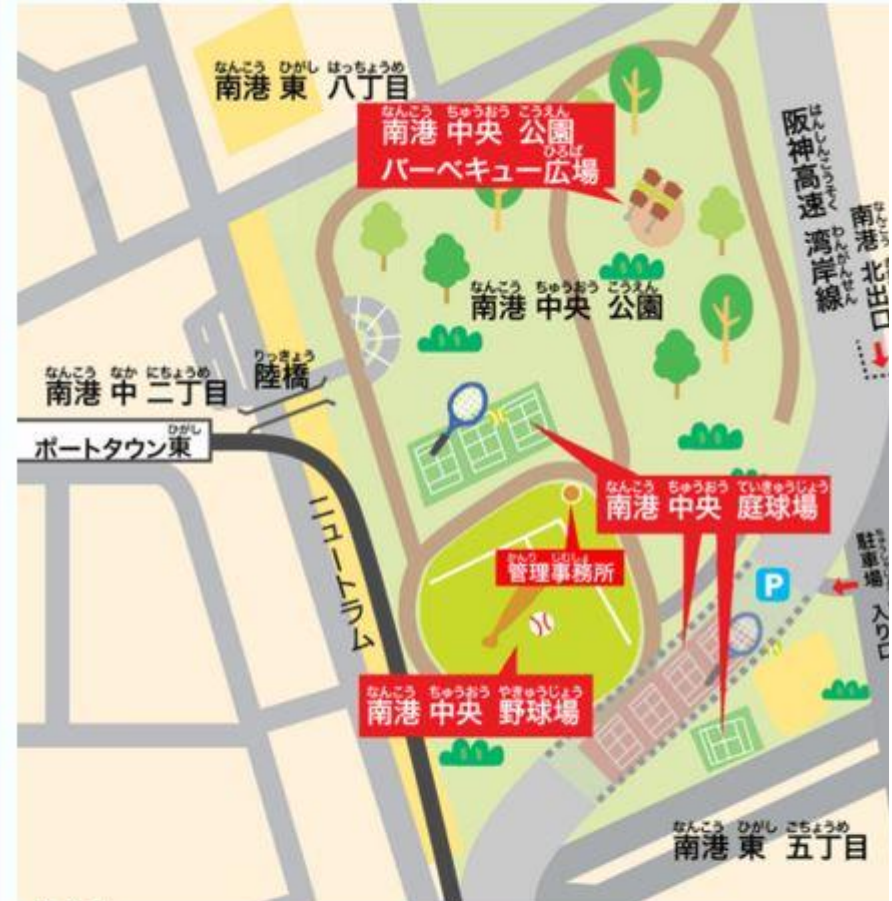 なんこう ひがし はっちょうめ
南港 東 八丁目
なんこう ちゅうおう こうえん
南港 中央 公園
ひろば
バーベキュー広場
はんしんこうそく わんがんせん
阪神高速 湾岸線
なんこう
南港 北出口
なんこう ちゅうおう こうえん
南港 中央 公園
なんこう なか にちょうめ
南港 中 二丁目
りっきょう
陸橋
ひがし
ポートタウン東
ニュートラム
なんこう ちゅうおう ていきゅうじょう
南港 中央 庭球場
かんり じむしょ
管理事務所
P
駐車場 入り口
なんこう ちゅうおう やきゅうじょう
南港 中央 野球場
なんこう ひがし ごちょうめ
南港 東 五丁目